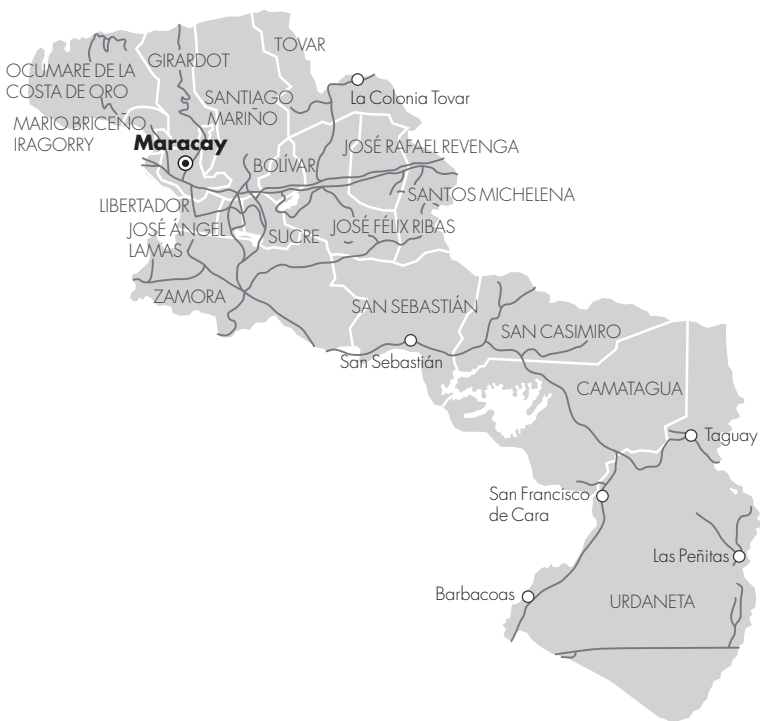 TOVAR
GIRARDOT
OCUMARE DE LA
COSTA DE ORO
La Colonia Tovar
SANTIAGO
MARIÑO
MARIO BRICEÑO
IRAGORRY
Maracay
JOSÉ RAFAEL REVENGA
BOLÍVAR
SANTOS MICHELENA
LIBERTADOR
JOSÉ ÁNGEL
LAMAS
SUCRE
JOSÉ FÉLIX RIBAS
ZAMORA
SAN SEBASTIÁN
SAN CASIMIRO
San Sebastián
CAMATAGUA
Taguay
San Francisco
de Cara
Las Peñitas
Barbacoas
URDANETA